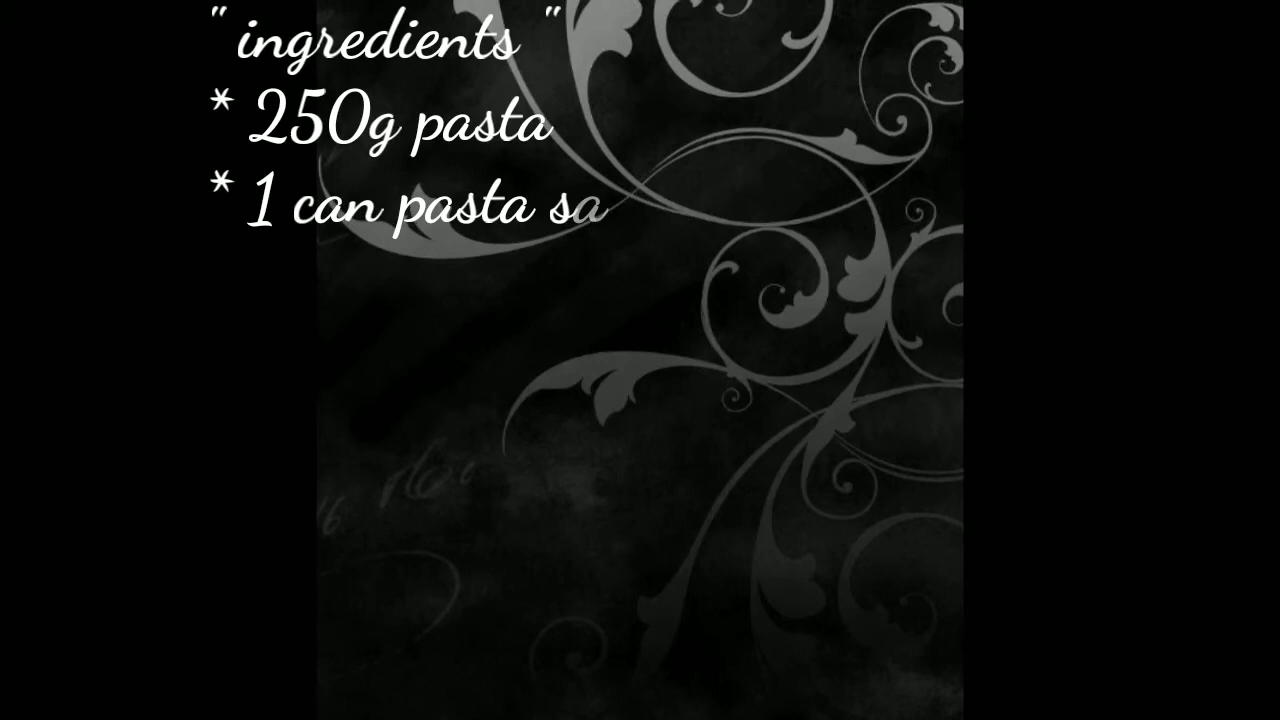 " ingredients "
* 250g pasta
* 1 can pasta sa